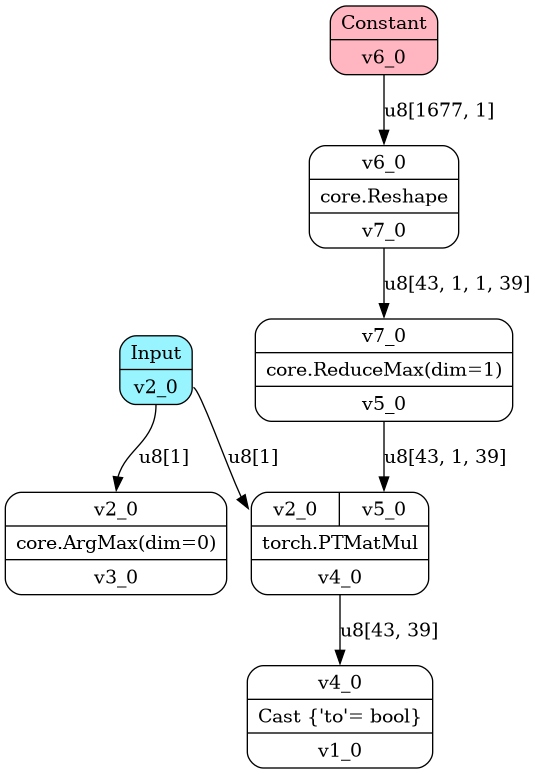 Constant
v6_0
u8[1677, 1]
v6_0
core.Reshape
v7_0
u8[43, 1, 1, 39]
v7_0
core.ReduceMax(dim=1)
v5_0
Input
v2_0
u8[1]
u8[1]
u8[43, 1, 39]
v2_0
core.ArgMax(dim=0)
v3_0
v2_0 v5_0
torch.PTMatMul
v4_0
u8[43, 39]
v4_0
Cast {'to'= bool}
v1_0